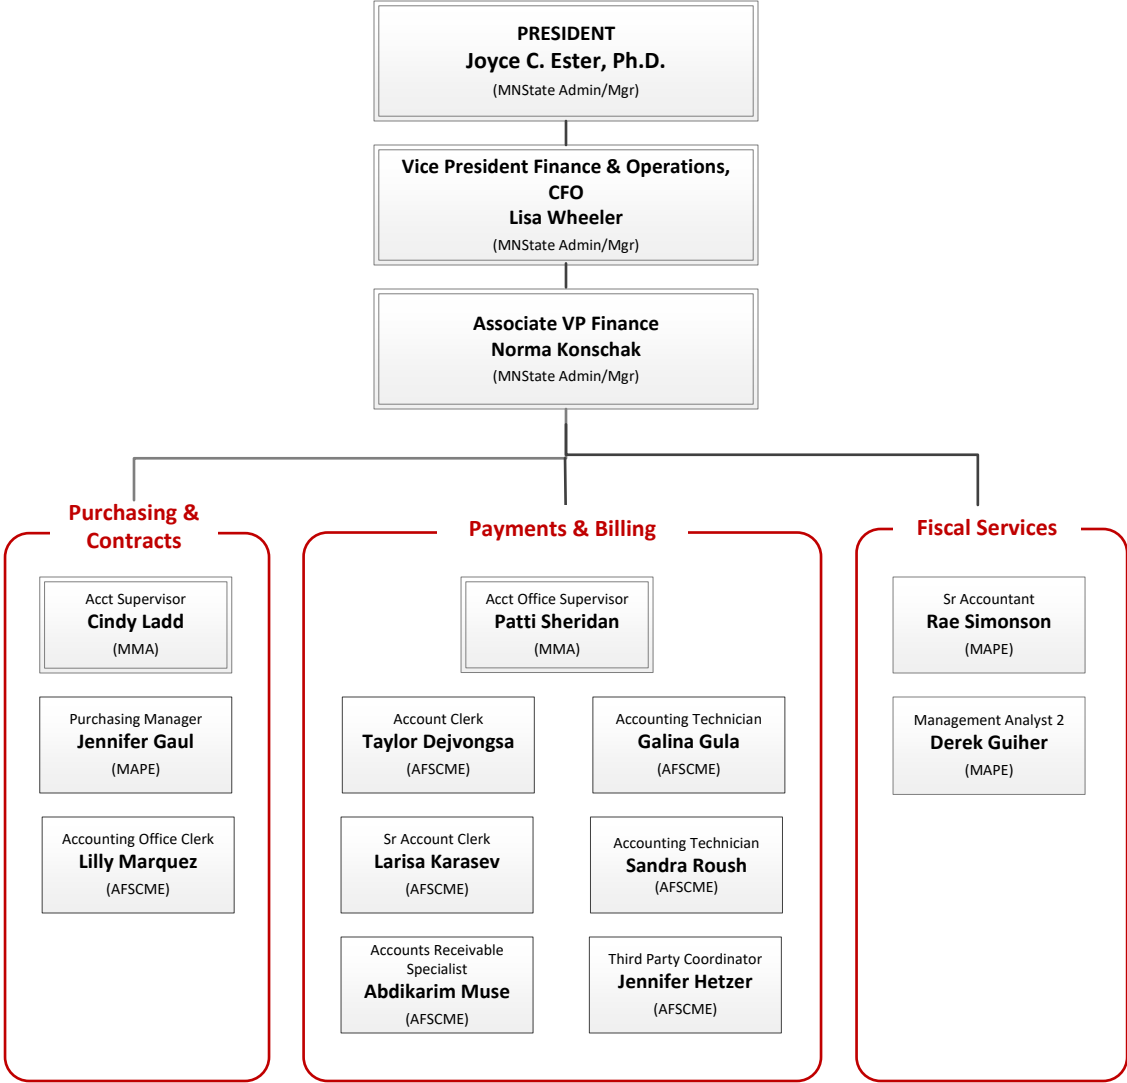 PRESIDENT
Joyce C. Ester, Ph.D.
(MNState Admin/Mgr)
Vice President Finance & Operations,
CFO
Lisa Wheeler
(MNState Admin/Mgr)
Associate VP Finance
Norma Konschak
(MNState Admin/Mgr)
Purchasing &
Contracts
Acct Supervisor
Cindy Ladd
(MMA)
Purchasing Manager
Jennifer Gaul
(MAPE)
Accounting Office Clerk
Lilly Marquez
(AFSCME)
Payments & Billing
Acct Office Supervisor
Patti Sheridan
(MMA)
Account Clerk
Taylor Dejvongsa
(AFSCME)
Accounting Technician
Galina Gula
(AFSCME)
Sr Account Clerk
Larisa Karasev
(AFSCME)
Accounting Technician
Sandra Roush
(AFSCME)
Accounts Receivable
Specialist
Abdikarim Muse
(AFSCME)
Third Party Coordinator
Jennifer Hetzer
(AFSCME)
Fiscal Services
Sr Accountant
Rae Simonson
(MAPE)
Management Analyst 2
Derek Guiher
(MAPE)